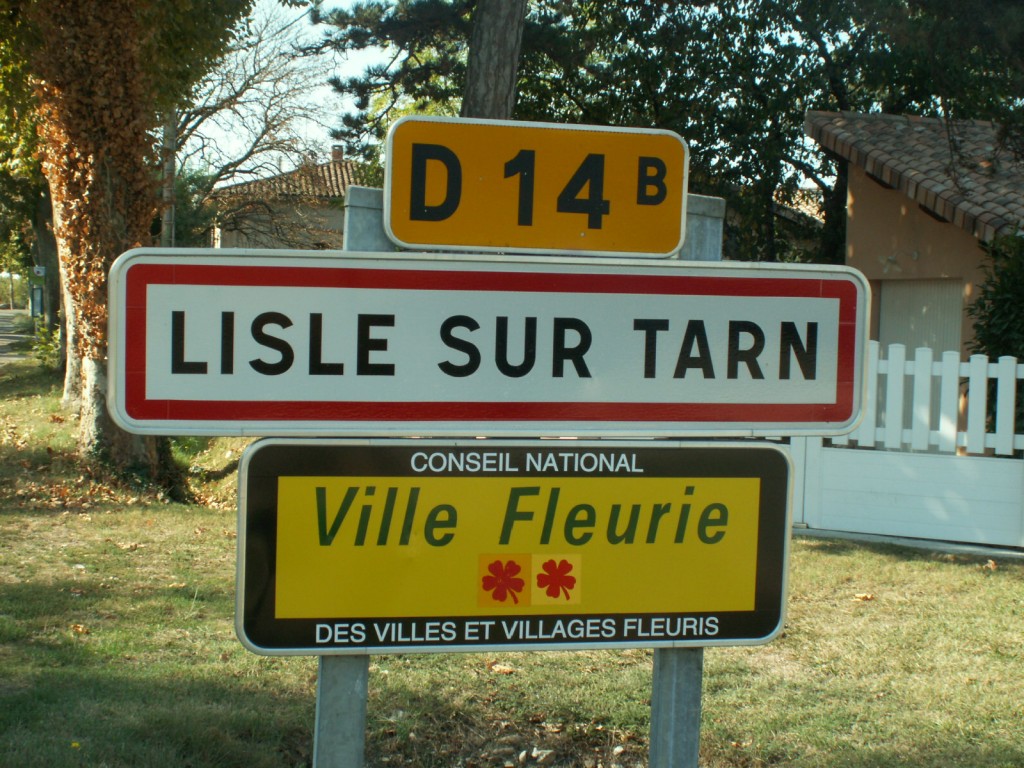 D 14 B
LISLE SUR TARN
CONSEIL NATIONAL
Ville Fleurie
DES VILLES ET VILLAGES FLEURIS